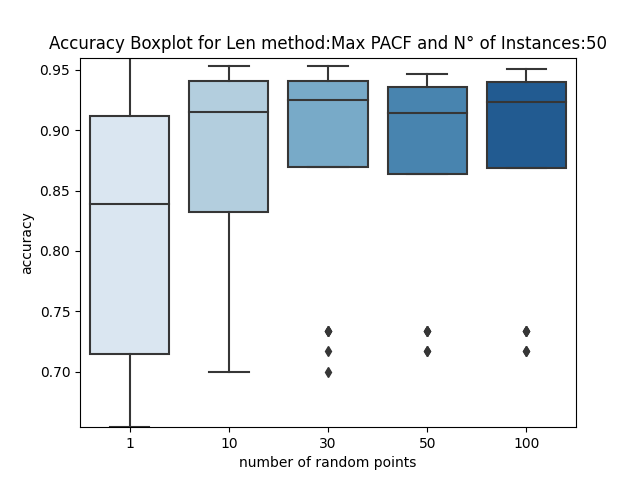 Accuracy Boxplot for Len method:Max PACF and N° of Instances:50
0.95
0.90
0.85
0.80
0.75
0.70
accuracy
1 10 30 50 100
number of random points